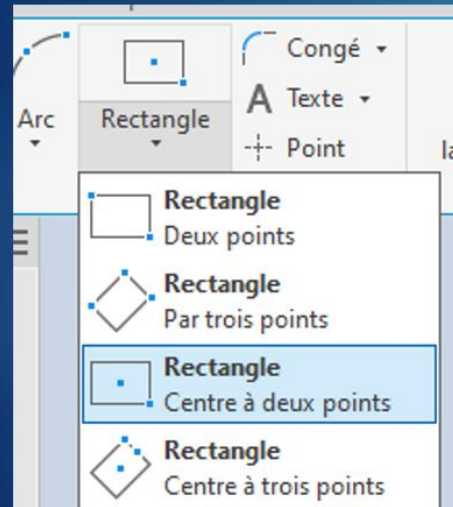 Arc
Rectangle
Congé
Texte
Point
Rectangle
Deux points
Rectangle
Par trois points
Rectangle
Centre à deux points
Rectangle
Centre à trois points